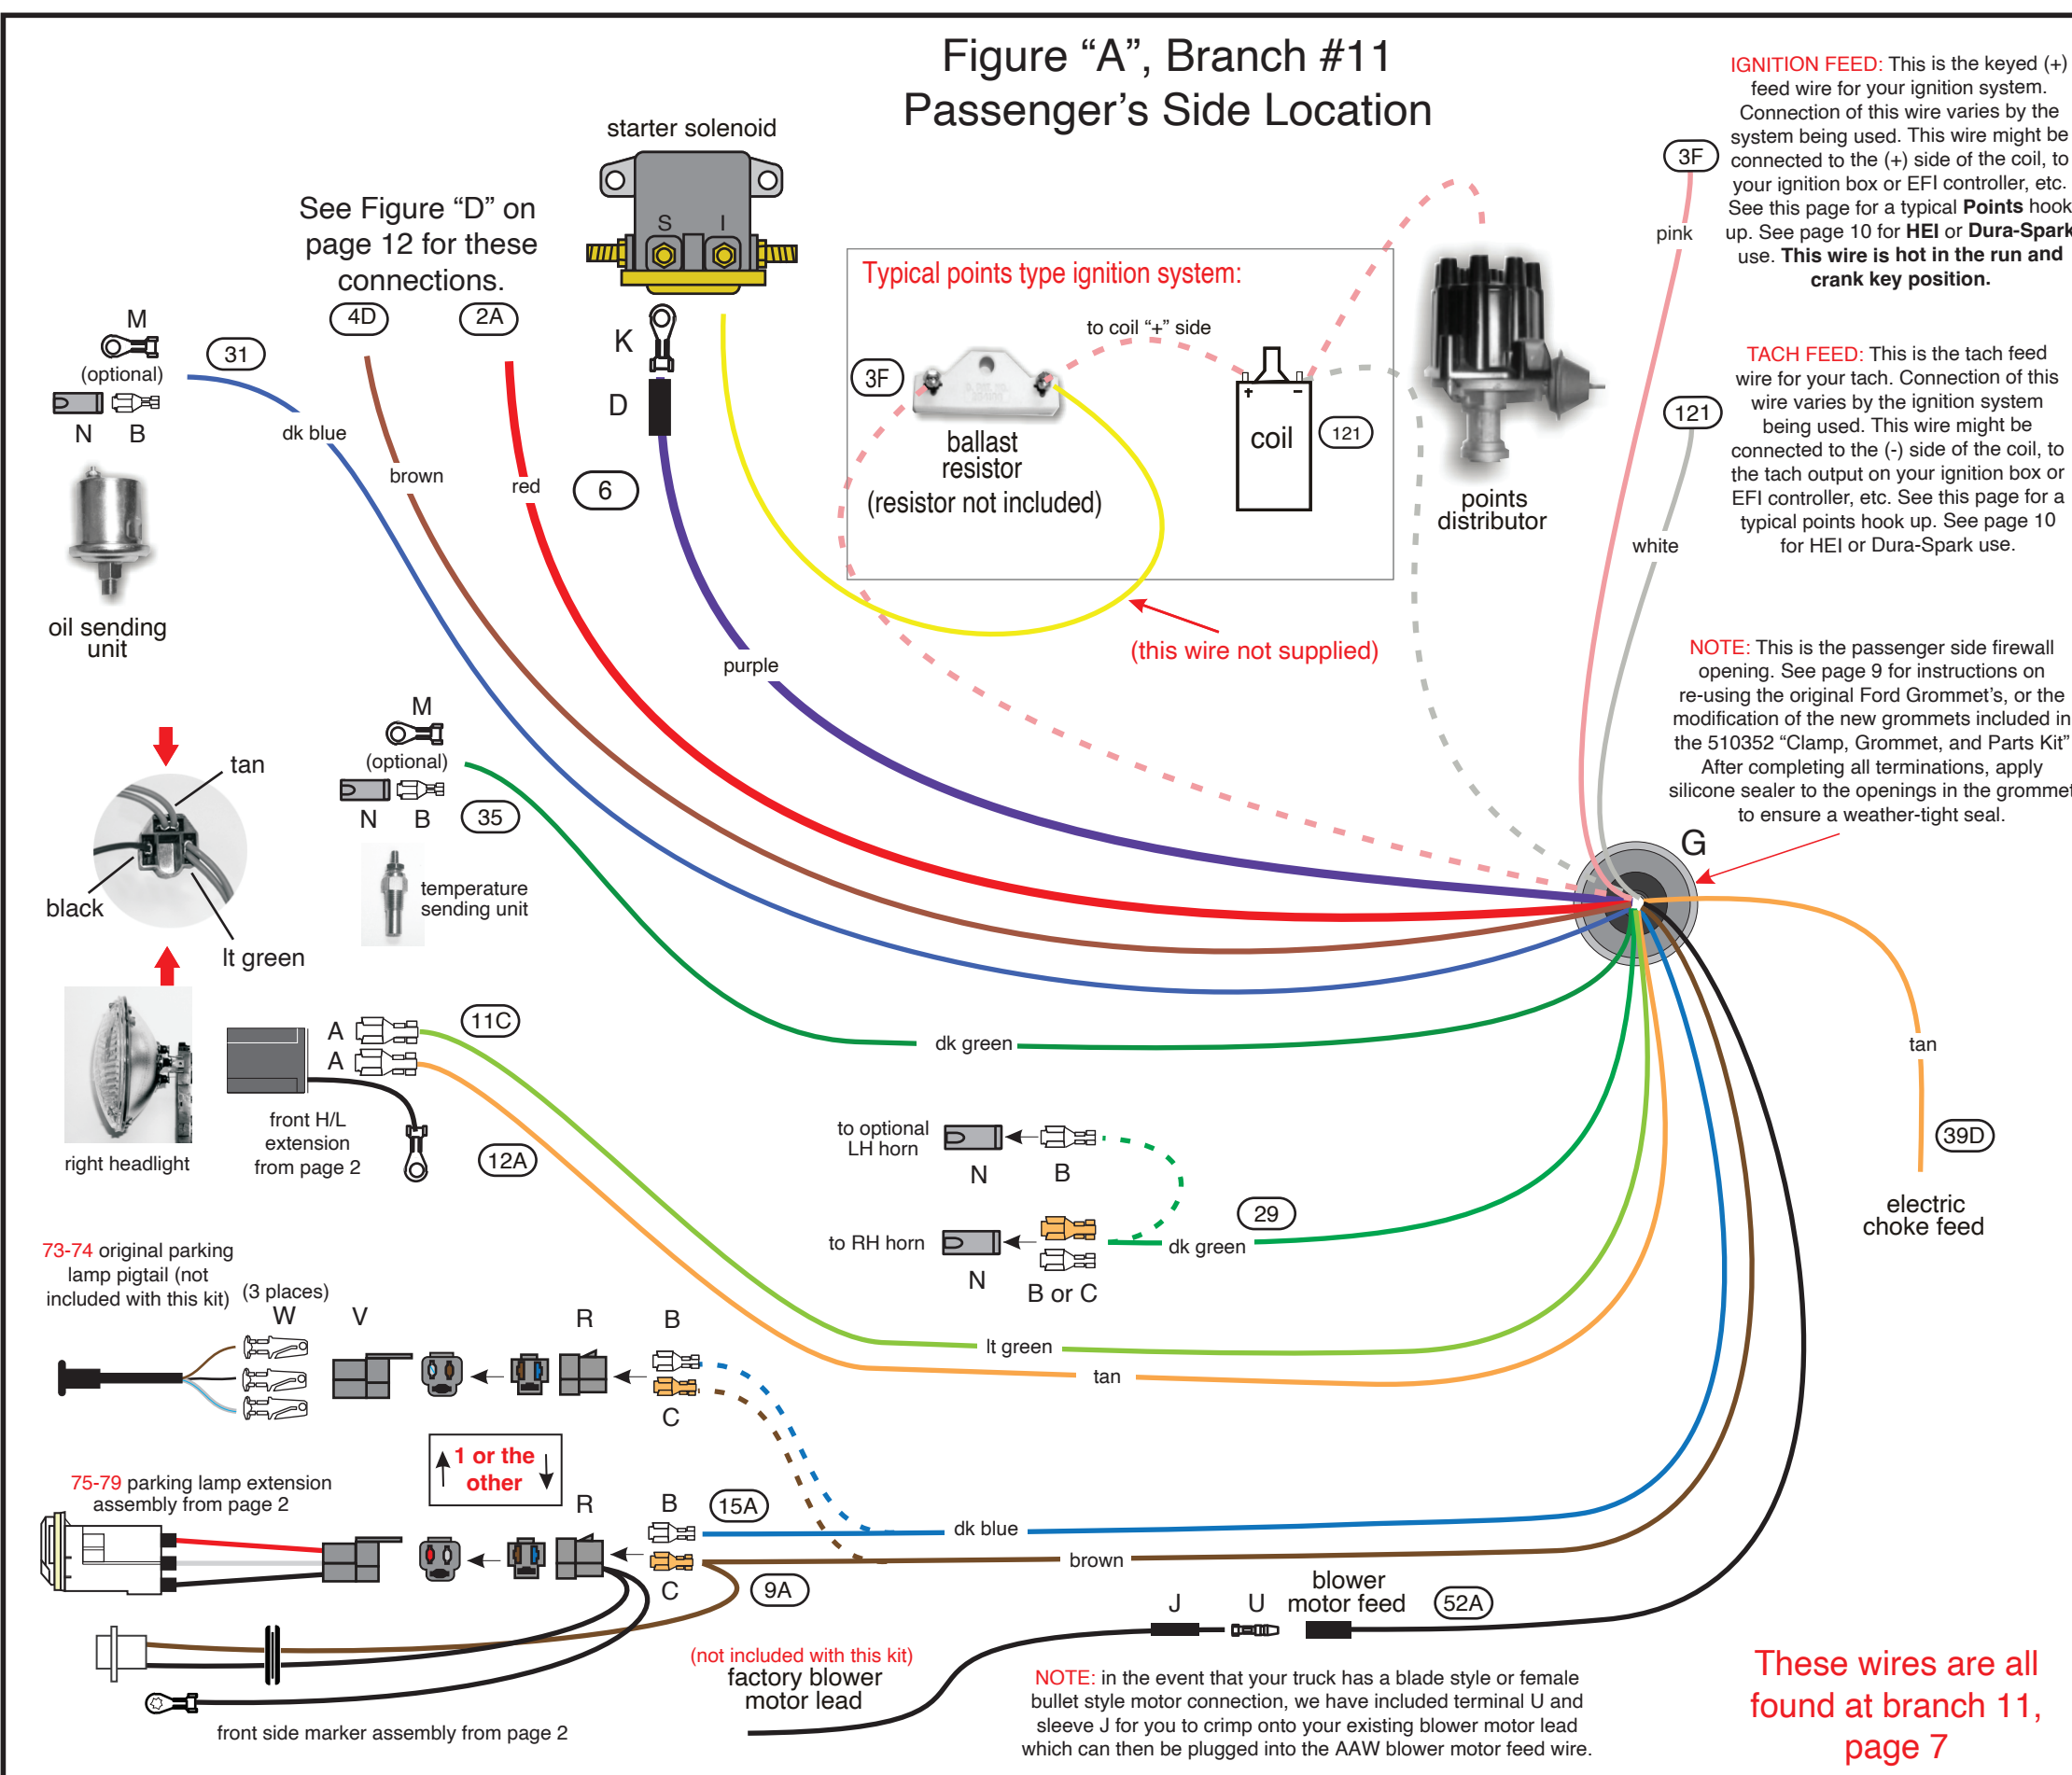 Figure “A”, Branch #11
Passenger’s Side Location
starter solenoid
S
I
See Figure “D” on
page 12 for these
connections.
4D
2A
K
D
6
M
(optional)
N
B
31
dk blue
brown
red
purple
oil sending
unit
Typical points type ignition system:
to coil “+” side
3F
ballast
resistor
(resistor not included)
+
−
coil
121
points
distributor
(this wire not supplied)
IGNITION FEED: This is the keyed (+)
feed wire for your ignition system.
Connection of this wire varies by the
system being used. This wire might be
connected to the (+) side of the coil, to
your ignition box or EFI controller, etc.
See this page for a typical Points hook
up. See page 10 for HEI or Dura-Spark
use. This wire is hot in the run and
crank key position.
3F
pink
TACH FEED: This is the tach feed
wire for your tach. Connection of this
wire varies by the ignition system
being used. This wire might be
connected to the (-) side of the coil, to
the tach output on your ignition box or
EFI controller, etc. See this page for a
typical points hook up. See page 10
for HEI or Dura-Spark use.
121
white
NOTE: This is the passenger side firewall
opening. See page 9 for instructions on
re-using the original Ford Grommet’s, or the
modification of the new grommets included in
the 510352 “Clamp, Grommet, and Parts Kit”
After completing all terminations, apply
silicone sealer to the openings in the grommet
to ensure a weather-tight seal.
G
tan
black
lt green
right headlight
M
(optional)
N
B
35
temperature
sending unit
dk green
A
A
11C
12A
front H/L
extension
from page 2
to optional
LH horn
N
B
to RH horn
N
B or C
29
dk green
tan
39D
electric
choke feed
lt green
tan
73-74 original parking
lamp pigtail (not
included with this kit)
(3 places)
W
V
R
B
C
1 or the
other
75-79 parking lamp extension
assembly from page 2
R
B
C
15A
9A
dk blue
brown
front side marker assembly from page 2
(not included with this kit)
factory blower
motor lead
J
U
blower
motor feed
52A
NOTE: in the event that your truck has a blade style or female
bullet style motor connection, we have included terminal U and
sleeve J for you to crimp onto your existing blower motor lead
which can then be plugged into the AAW blower motor feed wire.
These wires are all
found at branch 11,
page 7